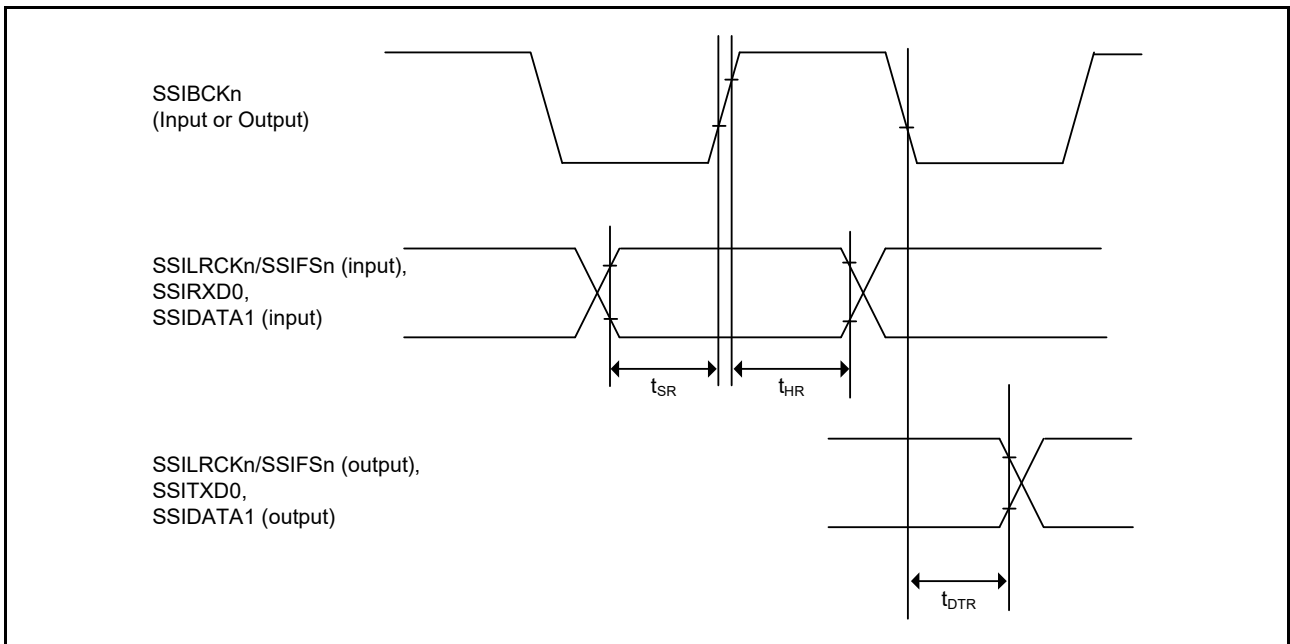 SSIBCKn
(Input or Output)
SSILRCKn/SSIFSn (input),
SSIRXD0,
SSIDATA1 (input)
tSR
tHR
SSILRCKn/SSIFSn (output),
SSITXD0,
SSIDATA1 (output)
tDTR